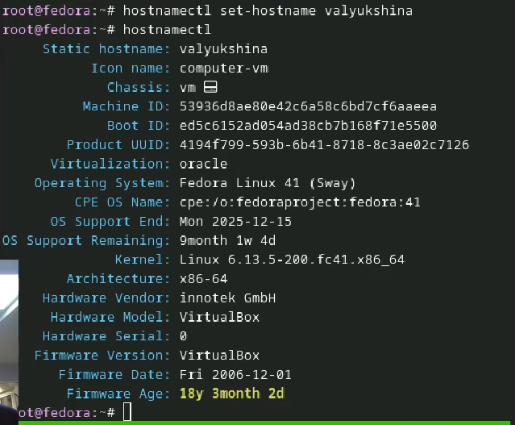 root@fedora:~# hostnamectl set-hostname valyukshina
root@fedora:~# hostnamectl
Static hostname: valyukshina
Icon name: computer-vm
Chassis: vm
Machine ID: 53936d8ae80e42c6a58c6bd7cf6aaeea
Boot ID: ed5c6152ad054ad38cb7b168f71e5500
Product UUID: 4194f799-593b-6b41-8718-8c3ae02c7126
Virtualization: oracle
Operating System: Fedora Linux 41 (Sway)
CPE OS Name: cpe:/o:fedoraproject:fedora:41
OS Support End: Mon 2025-12-15
OS Support Remaining: 9month 1w 4d
Kernel: Linux 6.13.5-200.fc41.x86_64
Architecture: x86-64
Hardware Vendor: innotek GmbH
Hardware Model: VirtualBox
Hardware Serial: 0
Firmware Version: VirtualBox
Firmware Date: Fri 2006-12-01
Firmware Age: 18y 3month 2d
ot@fedora:~#